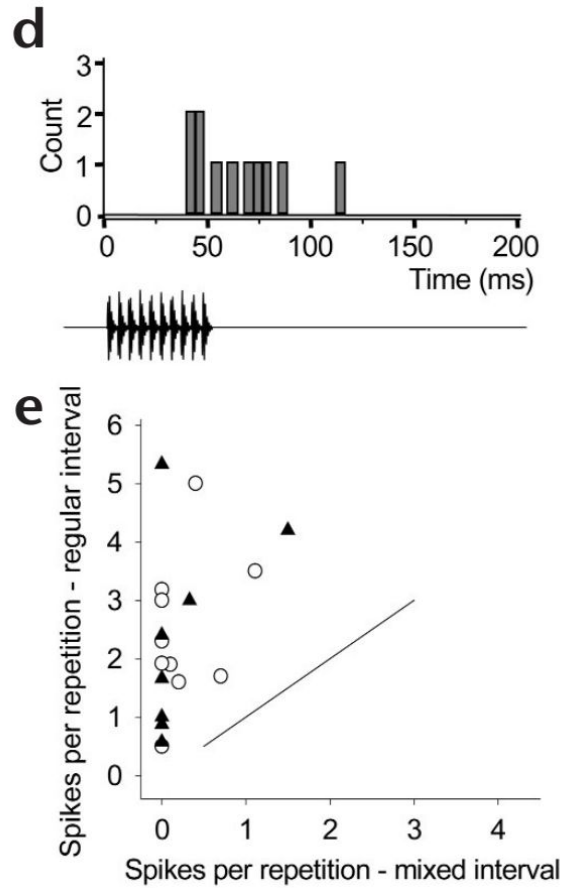 d
3
2
1
0
Count
0 50 100 150 200
Time (ms)
e
6
5
4
3
2
1
0
Spikes per repetition - regular interval
0 1 2 3 4
Spikes per repetition - mixed interval